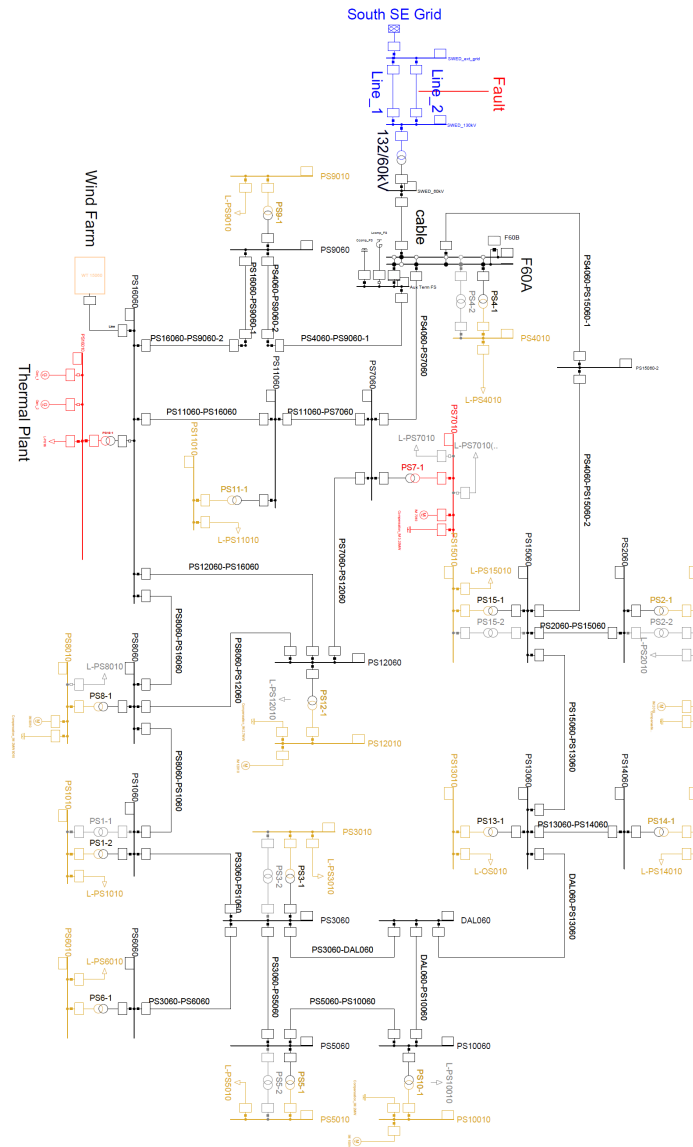 South SE Grid
SWED_ext_grid
Line_1
Line_2
Fault
SWED_130kV
132/60kV
SWED_60kV
cable
F60B
F60A
Aux Term FS
PS9010
L-PS9010
PS9-1
PS9060
PS16060-PS9060-1
PS4060-PS9060-2
PS16060-PS9060-2
PS4060-PS9060-1
PS4060-PS7060
PS4-2
PS4-1
PS4010
L-PS4010
PS4060-PS15060-1
PS15060-2
PS4060-PS15060-2
Wind Farm
PS16060
Thermal Plant
PS11060
PS11060-PS16060
PS11060-PS7060
PS7060
PS11010
PS11-1
L-PS11010
PS7010
L-PS7010
L-PS7010(..
PS7-1
PS7060-PS12060
PS12060-PS16060
PS15010
L-PS15010
PS15-1
PS15-2
PS15060
PS2060
PS2-1
PS2-2
L-PS2010
PS2060-PS15060
PS8060-PS16060
PS8060-PS12060
PS8010
L-PS8010
PS8-1
PS8060
PS12060
L-PS12010
PS12-1
PS12010
PS15060-PS13060
PS8060-PS1060
PS1010
PS1-1
PS1-2
L-PS1010
PS1060
PS13010
PS13-1
L-OS010
PS13060
PS13060-PS14060
PS14060
PS14-1
L-PS14010
PS3010
L-PS3010
PS3-2
PS3-1
PS3060-PS1060
PS3060
DAL060
DAL060-PS13060
PS3060-DAL060
PS6010
L-PS6010
PS6-1
PS6060
PS3060-PS6060
PS3060-PS5060
PS5060-PS10060
DAL060-PS10060
PS5060
PS10060
L-PS5010
PS5-2
PS5-1
PS5010
PS10-1
L-PS10010
PS10010